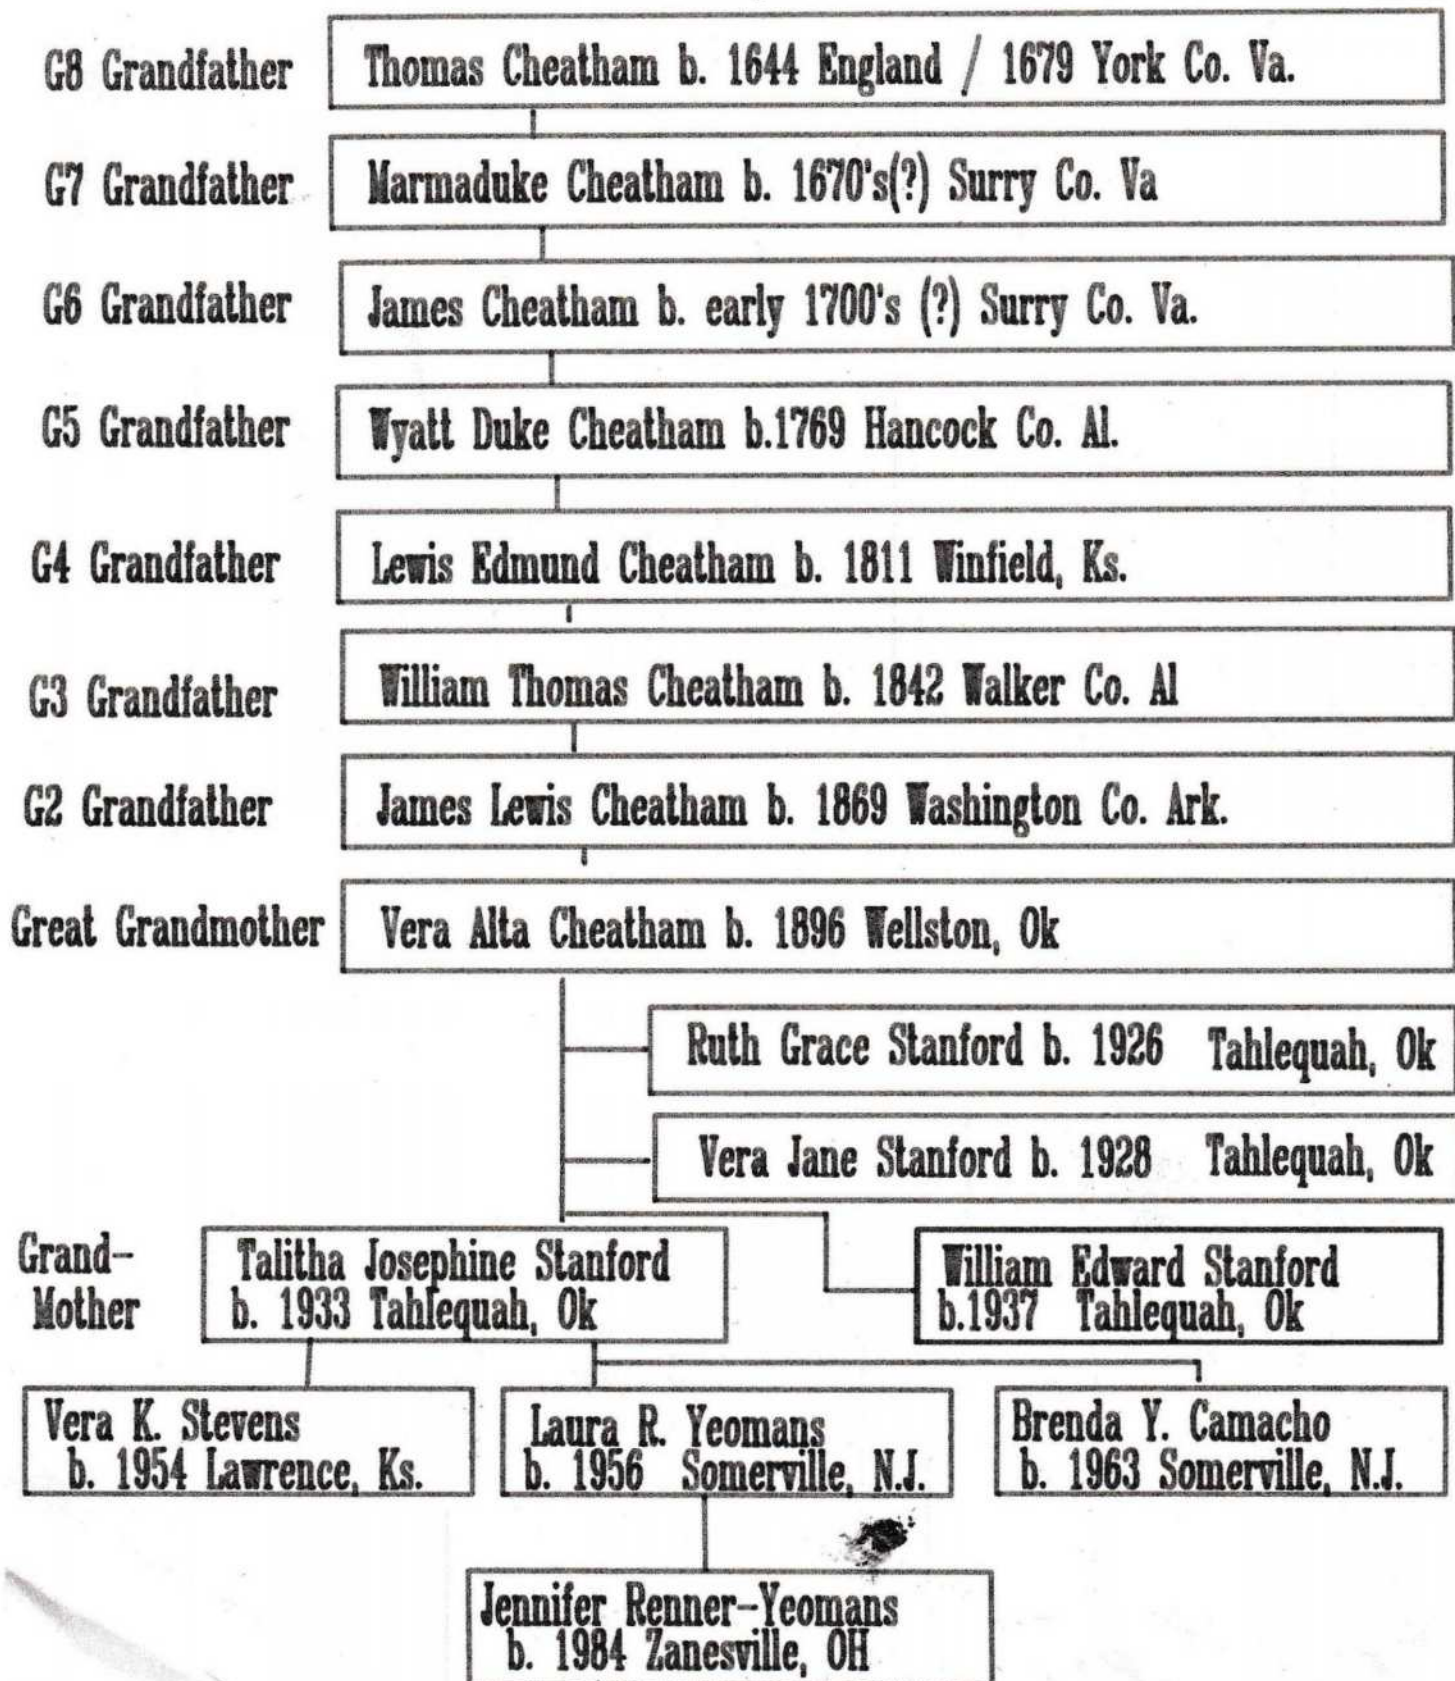 G8 Grandfather Thomas Cheatham b. 1644 England / 1679 York Co. Va.
G7 Grandfather Marmaduke Cheatham b. 1670's(?) Surry Co. Va
G6 Grandfather James Cheatham b. early 1700's (?) Surry Co. Va.
G5 Grandfather Wyatt Duke Cheatham b.1769 Hancock Co. Al.
G4 Grandfather Lewis Edmund Cheatham b. 1811 Winfield, Ks.
G3 Grandfather William Thomas Cheatham b. 1842 Walker Co. Al
G2 Grandfather James Lewis Cheatham b. 1869 Washington Co. Ark.
Great Grandmother Vera Alta Cheatham b. 1896 Wellston, Ok
Ruth Grace Stanford b. 1926 Tahlequah, Ok
Vera Jane Stanford b. 1928 Tahlequah, Ok
Grand-
Mother
Talitha Josephine Stanford
b. 1933 Tahlequah, Ok
William Edward Stanford
b.1937 Tahlequah, Ok
Vera K. Stevens
b. 1954 Lawrence, Ks.
Laura R. Yeomans
b. 1956 Somerville, N.J.
Brenda Y. Camacho
b. 1963 Somerville, N.J.
Jennifer Renner-Yeomans
b. 1984 Zanesville, OH